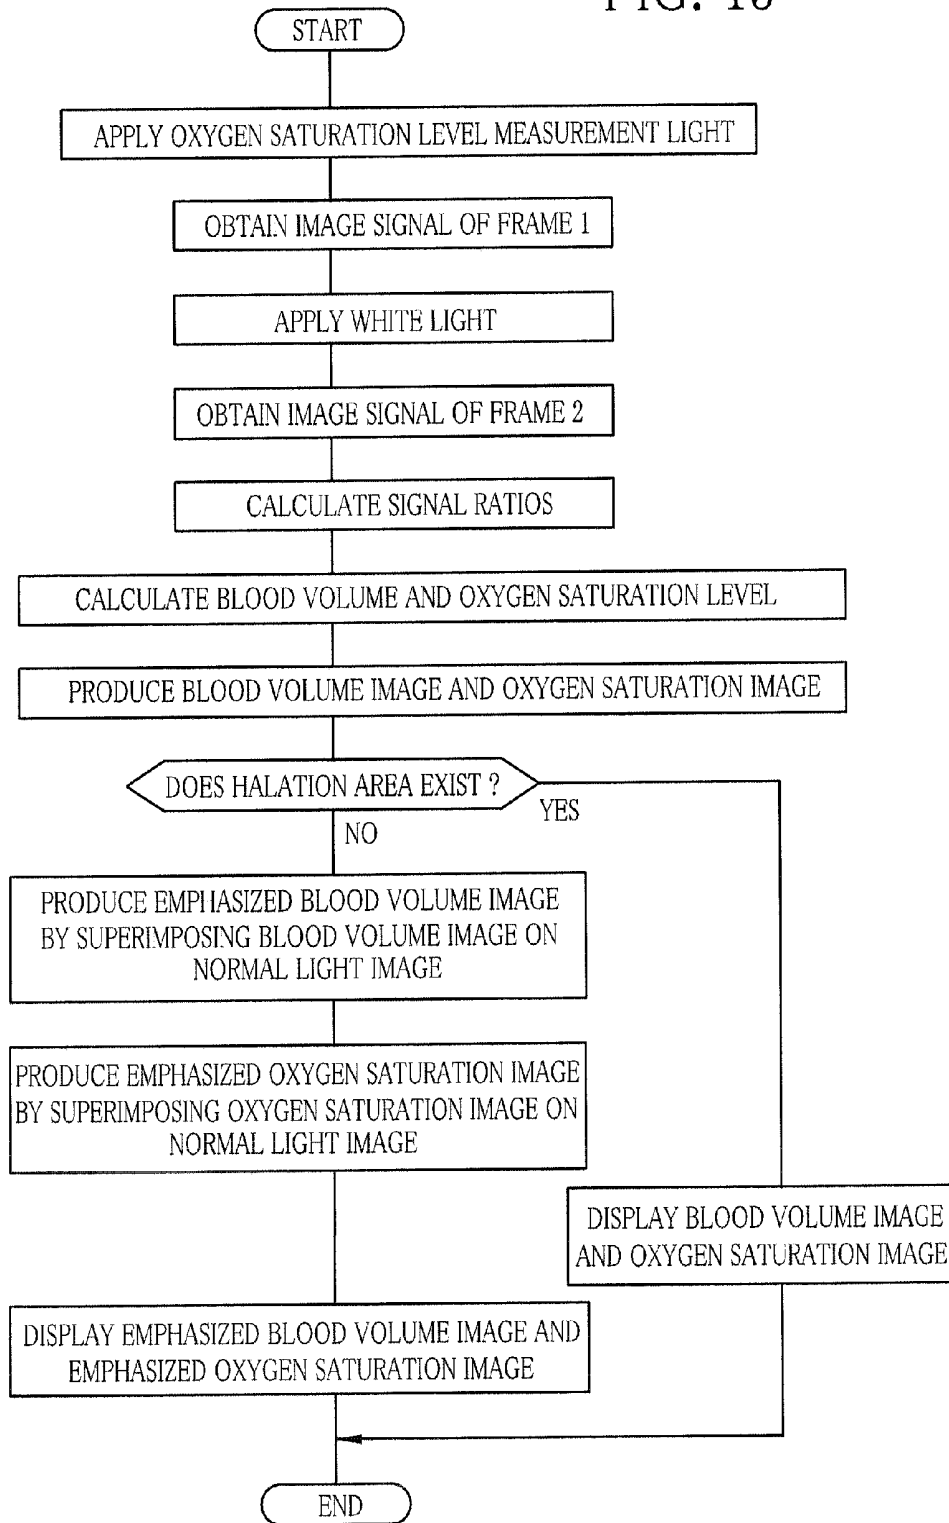 START
APPLY OXYGEN SATURATION LEVEL MEASUREMENT LIGHT
OBTAIN IMAGE SIGNAL OF FRAME 1
APPLY WHITE LIGHT
OBTAIN IMAGE SIGNAL OF FRAME 2
CALCULATE SIGNAL RATIOS
CALCULATE BLOOD VOLUME AND OXYGEN SATURATION LEVEL
PRODUCE BLOOD VOLUME IMAGE AND OXYGEN SATURATION IMAGE
DOES HALATION AREA EXIST ?
YES
NO
PRODUCE EMPHASIZED BLOOD VOLUME IMAGE
BY SUPERIMPOSING BLOOD VOLUME IMAGE ON
NORMAL LIGHT IMAGE
PRODUCE EMPHASIZED OXYGEN SATURATION IMAGE
BY SUPERIMPOSING OXYGEN SATURATION IMAGE ON
NORMAL LIGHT IMAGE
DISPLAY BLOOD VOLUME IMAGE
AND OXYGEN SATURATION IMAGE
DISPLAY EMPHASIZED BLOOD VOLUME IMAGE AND
EMPHASIZED OXYGEN SATURATION IMAGE
END